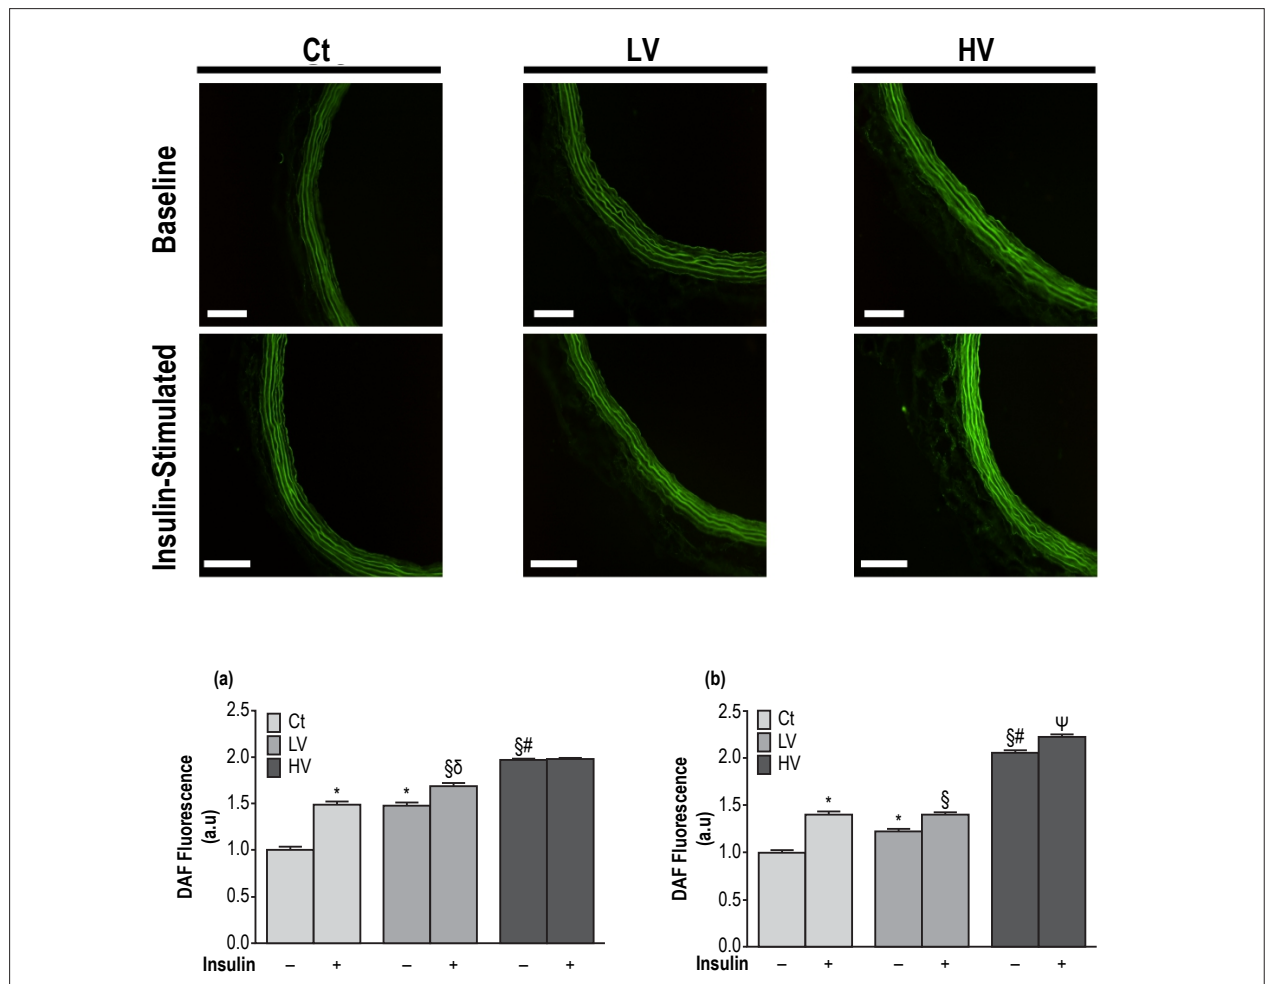 Ct LV HV
Baseline
Insulin-Stimulated
(a)
2.5
2.0
1.5
1.0
0.5
0.0
DAF Fluorescence
(a.u)
Ct
LV
HV
* * §δ §#
Insulin – + – + – +
(b)
2.5
2.0
1.5
1.0
0.5
0.0
DAF Fluorescence
(a.u)
Ct
LV
HV
* * § §# Ψ
Insulin – + – + – +